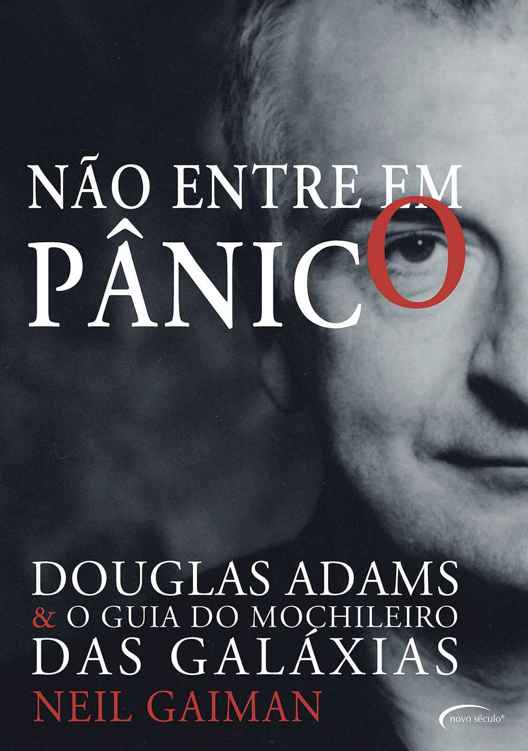 NÃO ENTRE EM
PÂNICO
DOUGLAS ADAMS
& O GUIA DO MOCHILEIRO
DAS GALÁXIAS
NEIL GAIMAN
novo século®